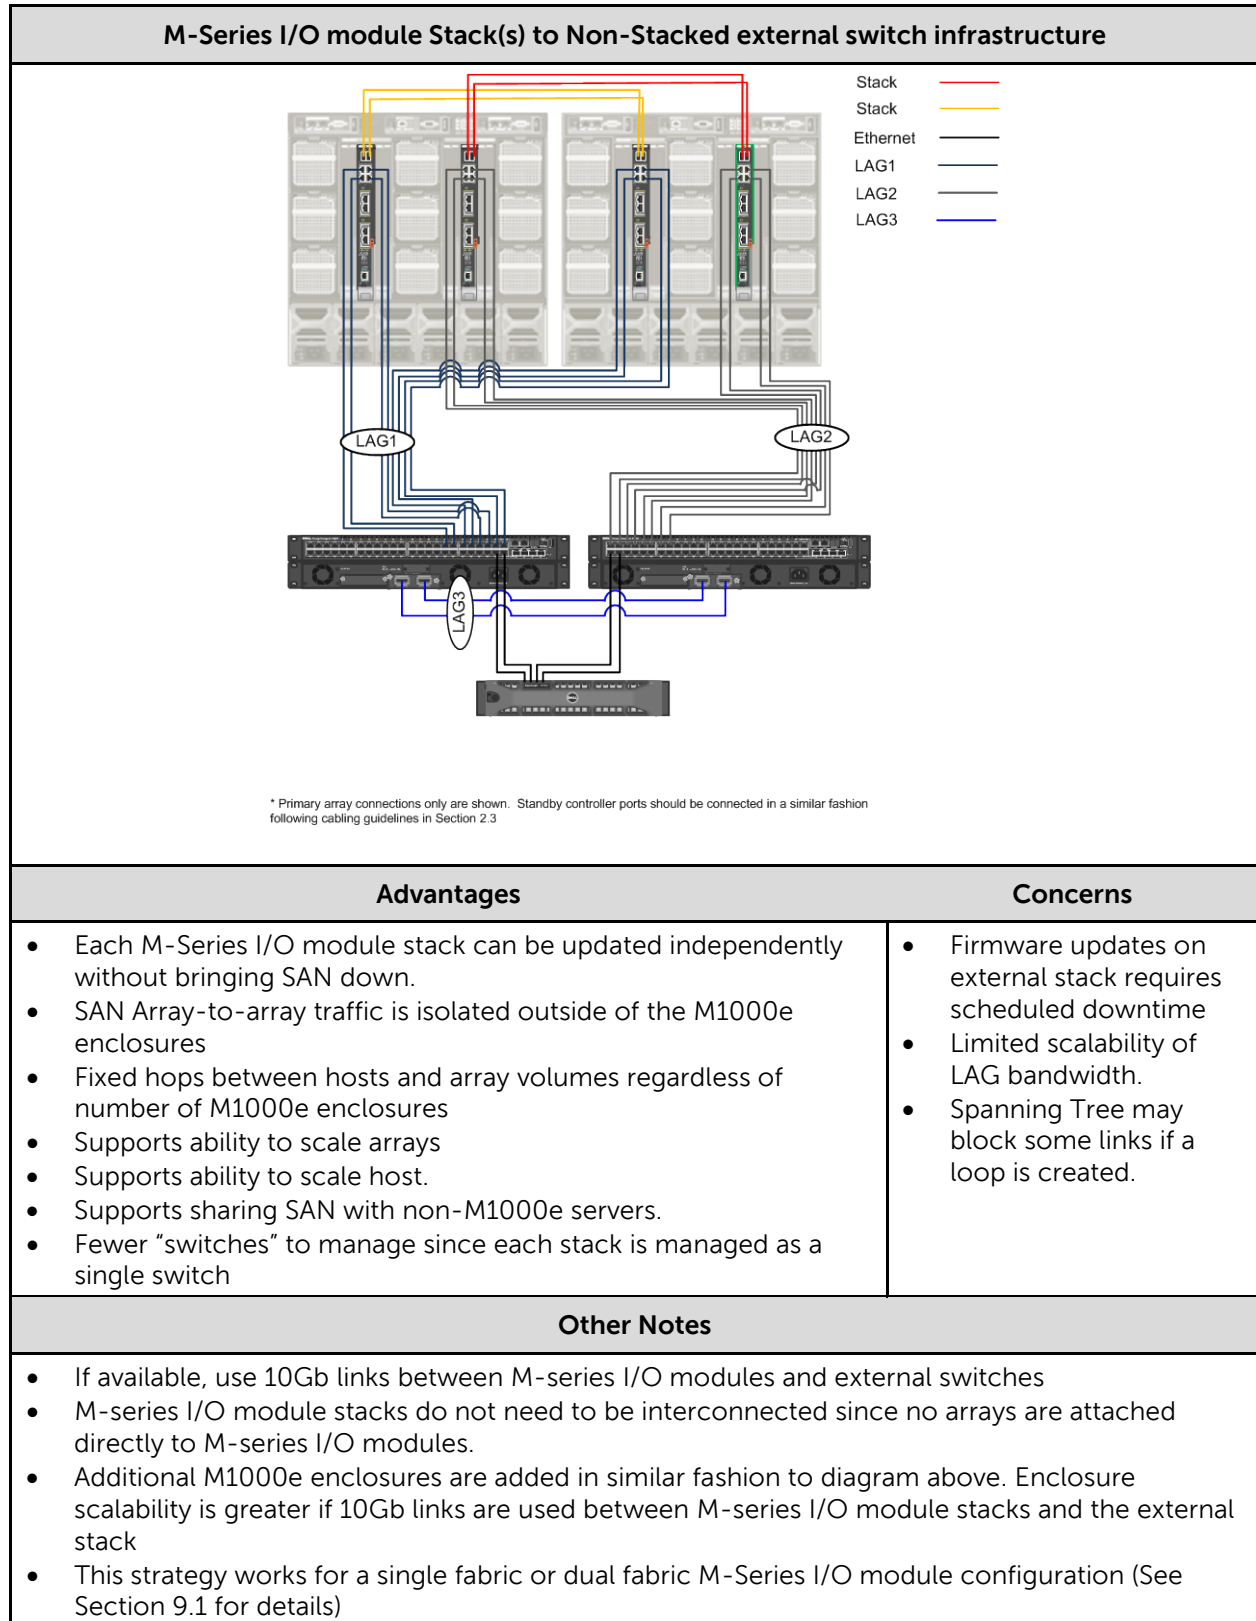 M-Series I/O module Stack(s) to Non-Stacked external switch infrastructure
Stack
Stack
Ethernet
LAG1
LAG2
LAG3
LAG1
LAG2
LAG3
* Primary array connections only are shown.  Standby controller ports should be connected in a similar fashion
following cabling guidelines in Section 2.3
Advantages
• Each M-Series I/O module stack can be updated independently
without bringing SAN down.
• SAN Array-to-array traffic is isolated outside of the M1000e
enclosures
• Fixed hops between hosts and array volumes regardless of
number of M1000e enclosures
• Supports ability to scale arrays
• Supports ability to scale host.
• Supports sharing SAN with non-M1000e servers.
• Fewer “switches” to manage since each stack is managed as a
single switch
Concerns
• Firmware updates on
external stack requires
scheduled downtime
• Limited scalability of
LAG bandwidth.
• Spanning Tree may
block some links if a
loop is created.
Other Notes
• If available, use 10Gb links between M-series I/O modules and external switches
• M-series I/O module stacks do not need to be interconnected since no arrays are attached
directly to M-series I/O modules.
• Additional M1000e enclosures are added in similar fashion to diagram above. Enclosure
scalability is greater if 10Gb links are used between M-series I/O module stacks and the external
stack
• This strategy works for a single fabric or dual fabric M-Series I/O module configuration (See
Section 9.1 for details)